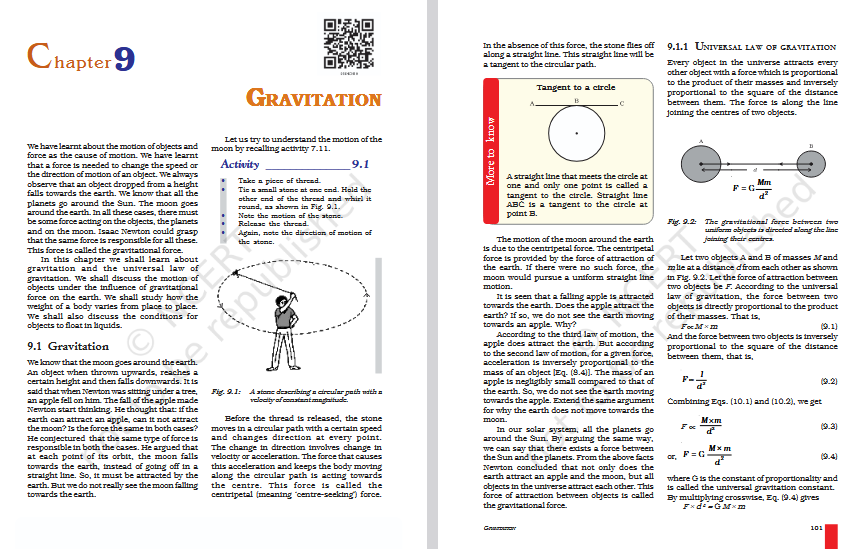 Chapter 9
GRAVITATION
We have learnt about the motion of objects and
force as the cause of motion. We have learnt
that a force is needed to change the speed or
the direction of motion of an object. We always
observe that an object dropped from a height
falls towards the earth. We know that all the
planets go around the Sun. The moon goes
around the earth. In all these cases, there must
be some force acting on the objects, the planets
and on the moon. Isaac Newton could grasp
that the same force is responsible for all these.
This force is called the gravitational force.
In this chapter we shall learn about
gravitation and the universal law of
gravitation. We shall discuss the motion of
objects under the influence of gravitational
force on the earth. We shall study how the
weight of a body varies from place to place.
We shall also discuss the conditions for
objects to float in liquids.
9.1 Gravitation
We know that the moon goes around the earth.
An object when thrown upwards, reaches a
certain height and then falls downwards. It is
said that when Newton was sitting under a tree,
an apple fell on him. The fall of the apple made
Newton start thinking. He thought that: if the
earth can attract an apple, can it not attract
the moon? Is the force the same in both cases?
He conjectured that the same type of force is
responsible in both the cases. He argued that
at each point of its orbit, the moon falls
towards the earth, instead of going off in a
straight line. So, it must be attracted by the
earth. But we do not really see the moon falling
towards the earth.
Let us try to understand the motion of the
moon by recalling activity 7.11.
Activity 9.1
• Take a piece of thread.
• Tie a small stone at one end. Hold the
other end of the thread and whirl it
round, as shown in Fig. 9.1.
• Note the motion of the stone.
• Release the thread.
• Again, note the direction of motion of
the stone.
Fig. 9.1: A stone describing a circular path with a
velocity of constant magnitude.
Before the thread is released, the stone
moves in a circular path with a certain speed
and changes direction at every point.
The change in direction involves change in
velocity or acceleration. The force that causes
this acceleration and keeps the body moving
along the circular path is acting towards
the centre. This force is called the
centripetal (meaning 'centre-seeking') force.
© NCERT
be republished
In the absence of this force, the stone flies off
along a straight line. This straight line will be
a tangent to the circular path.
More to know
Tangent to a circle
A B C
A straight line that meets the circle at
one and only one point is called a
tangent to the circle. Straight line
ABC is a tangent to the circle at
point B.
The motion of the moon around the earth
is due to the centripetal force. The centripetal
force is provided by the force of attraction of
the earth. If there were no such force, the
moon would pursue a uniform straight line
motion.
It is seen that a falling apple is attracted
towards the earth. Does the apple attract the
earth? If so, we do not see the earth moving
towards an apple. Why?
According to the third law of motion, the
apple does attract the earth. But according
to the second law of motion, for a given force,
acceleration is inversely proportional to the
mass of an object [Eq. (9.4)]. The mass of an
apple is negligibly small compared to that of
the earth. So, we do not see the earth moving
towards the apple. Extend the same argument
for why the earth does not move towards the
moon.
In our solar system, all the planets go
around the Sun. By arguing the same way,
we can say that there exists a force between
the Sun and the planets. From the above facts
Newton concluded that not only does the
earth attract an apple and the moon, but all
objects in the universe attract each other. This
force of attraction between objects is called
the gravitational force.
9.1.1 UNIVERSAL LAW OF GRAVITATION
Every object in the universe attracts every
other object with a force which is proportional
to the product of their masses and inversely
proportional to the square of the distance
between them. The force is along the line
joining the centres of two objects.
A B
d
F = G Mm/d²
Fig. 9.2: The gravitational force between two
uniform objects is directed along the line
joining their centres.
Let two objects A and B of masses M and
m lie at a distance d from each other as shown
in Fig. 9.2. Let the force of attraction between
two objects be F. According to the universal
law of gravitation, the force between two
objects is directly proportional to the product
of their masses. That is,
F ∝ M × m (9.1)
And the force between two objects is inversely
proportional to the square of the distance
between them, that is,
F = 1/d² (9.2)
Combining Eqs. (10.1) and (10.2), we get
F ∝ M×m/d² (9.3)
or, F = G M × m/d² (9.4)
where G is the constant of proportionality and
is called the universal gravitation constant.
By multiplying crosswise, Eq. (9.4) gives
F × d² = G M × m
GRAVITATION 101